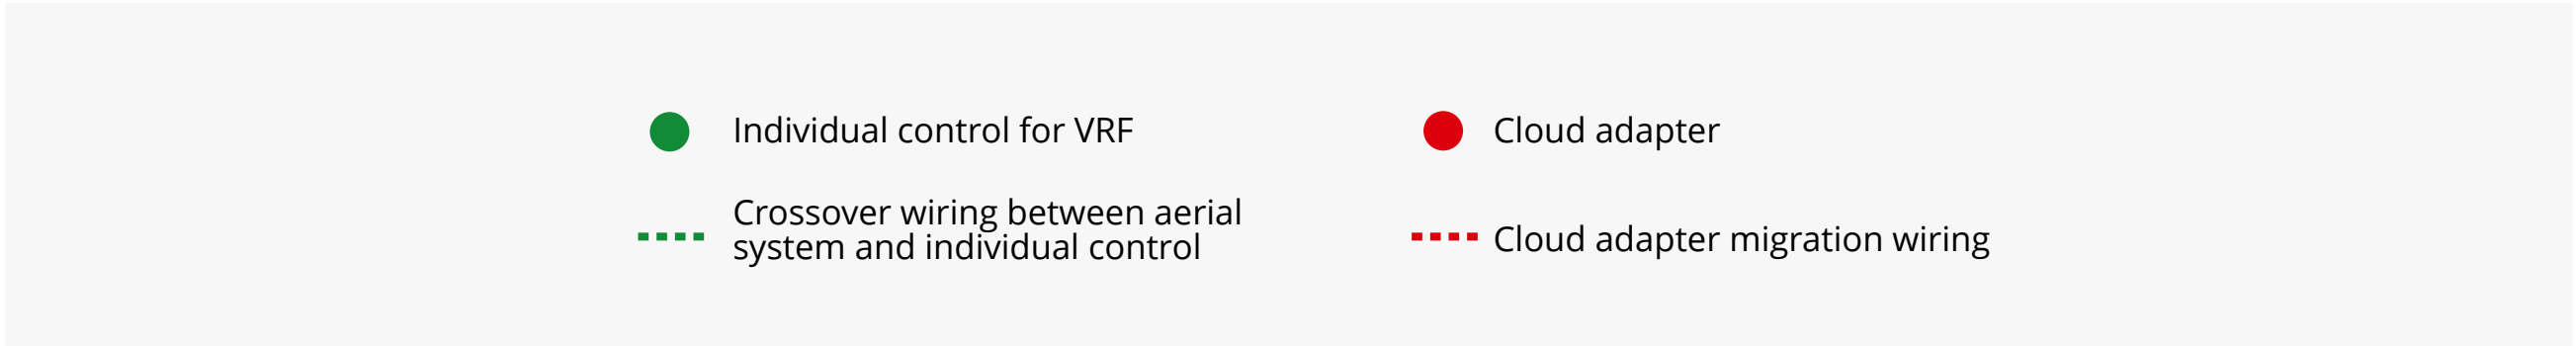 Individual control for VRF
Crossover wiring between aerial
system and individual control
Cloud adapter
Cloud adapter migration wiring